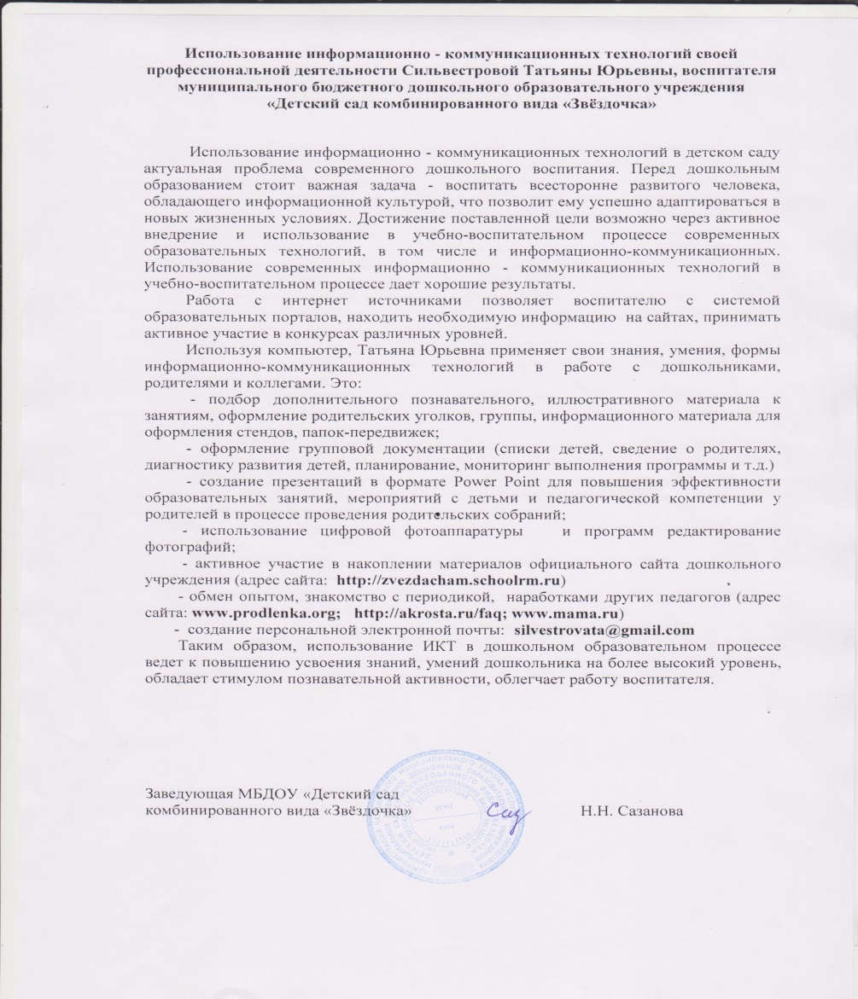 Использование информационно - коммуникационных технологий своей
профессиональной деятельности Сильвестровой Татьяны Юрьевны, воспитателя
муниципального бюджетного дошкольного образовательного учреждения
«Детский сад комбинированного вида «Звёздочка»
Использование информационно - коммуникационных технологий в детском саду
актуальная проблема современного дошкольного воспитания. Перед дошкольным
образованием стоит важная задача - воспитать всесторонне развитого человека,
обладающего информационной культурой, что позволит ему успешно адаптироваться в
новых жизненных условиях. Достижение поставленной цели возможно через активное
внедрение и использование в учебно-воспитательном процессе современных
образовательных технологий, в том числе и информационно-коммуникационных.
Использование современных информационно - коммуникационных технологий в
учебно-воспитательном процессе дает хорошие результаты.
Работа с интернет источниками позволяет воспитателю с системой
образовательных порталов, находить необходимую информацию на сайтах, принимать
активное участие в конкурсах различных уровней.
Используя компьютер, Татьяна Юрьевна применяет свои знания, умения, формы
информационно-коммуникационных технологий в работе с дошкольниками,
родителями и коллегами. Это:
- подбор дополнительного познавательного, иллюстративного материала к
занятиям, оформление родительских уголков, группы, информационного материала для
оформления стендов, папок-передвижек;
- оформление групповой документации (списки детей, сведение о родителях,
диагностику развития детей, планирование, мониторинг выполнения программы и т.д.)
- создание презентаций в формате Power Point для повышения эффективности
образовательных занятий, мероприятий с детьми и педагогической компетенции у
родителей в процессе проведения родительских собраний;
- использование цифровой фотоаппаратуры и программ редактирование
фотографий;
- активное участие в накоплении материалов официального сайта дошкольного
учреждения (адрес сайта: http://zvezdacham.schoolrm.ru)
- обмен опытом, знакомство с периодикой, наработками других педагогов (адрес
сайта: www.prodlenka.org; http://akrosta.ru/faq; www.mama.ru)
- создание персональной электронной почты: silvestrovata@gmail.com
Таким образом, использование ИКТ в дошкольном образовательном процессе
ведет к повышению усвоения знаний, умений дошкольника на более высокий уровень,
обладает стимулом познавательной активности, облегчает работу воспитателя.
Заведующая МБДОУ «Детский сад
комбинированного вида «Звёздочка» Н.Н. Сазанова
ОГРН
ИНН